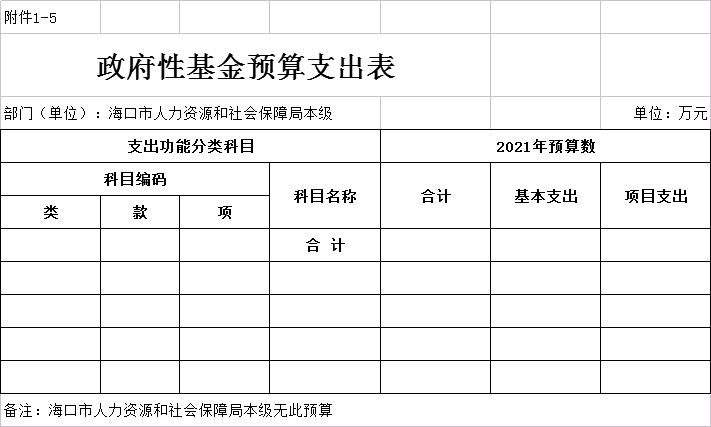 附件1-5
政府性基金预算支出表
部门（单位）：海口市人力资源和社会保障局本级 单位：万元
支出功能分类科目 2021年预算数
科目编码 科目名称 合计 基本支出 项目支出
类 款 项
合 计
备注：海口市人力资源和社会保障局本级无此预算